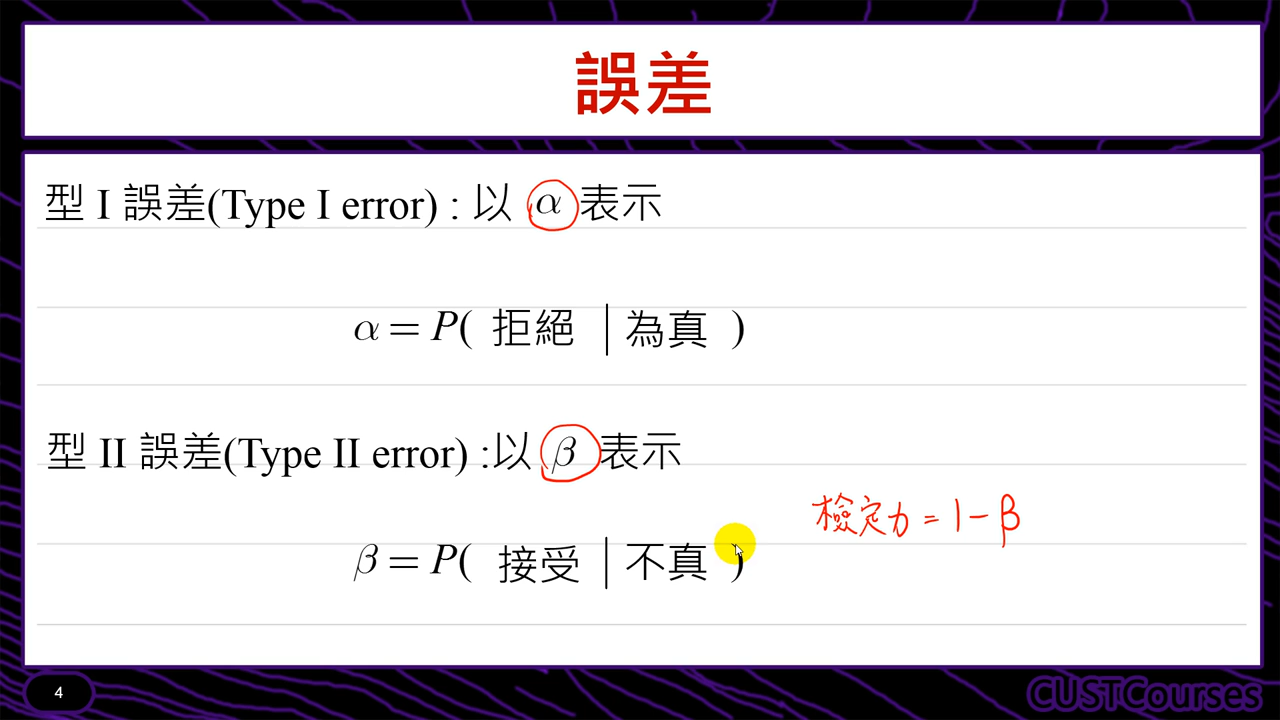 誤差
型 I 誤差(Type I error) : 以 α 表示
α = P( 拒絕 | 為真 )
型 II 誤差(Type II error) :以 β 表示
檢定力 = 1 - β
β = P( 接受 | 不真 )
4
CUSTCourses